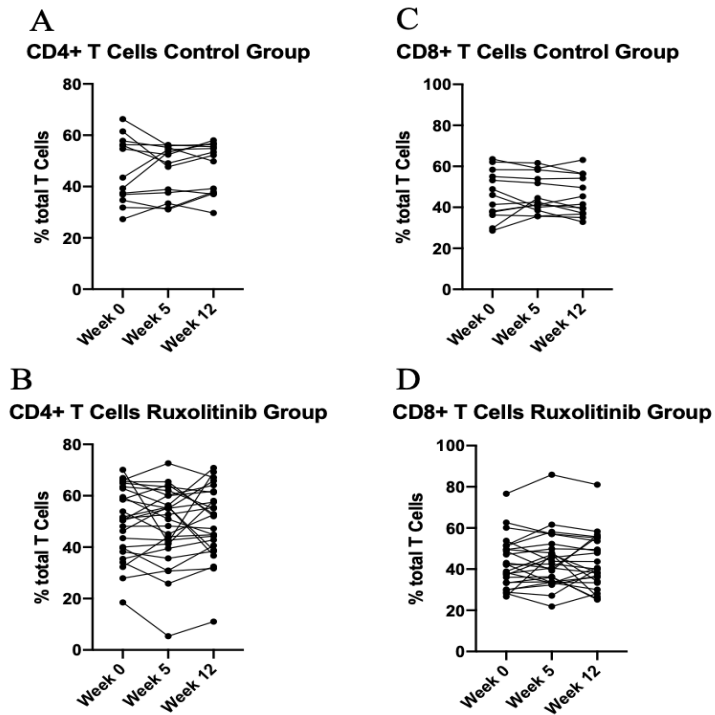 A
CD4+ T Cells Control Group
% total T Cells
80
60
40
20
0
Week 0
Week 5
Week 12
C
CD8+ T Cells Control Group
% total T Cells
100
80
60
40
20
0
Week 0
Week 5
Week 12
B
CD4+ T Cells Ruxolitinib Group
% total T Cells
80
60
40
20
0
Week 0
Week 5
Week 12
D
CD8+ T Cells Ruxolitinib Group
% total T Cells
100
80
60
40
20
0
Week 0
Week 5
Week 12